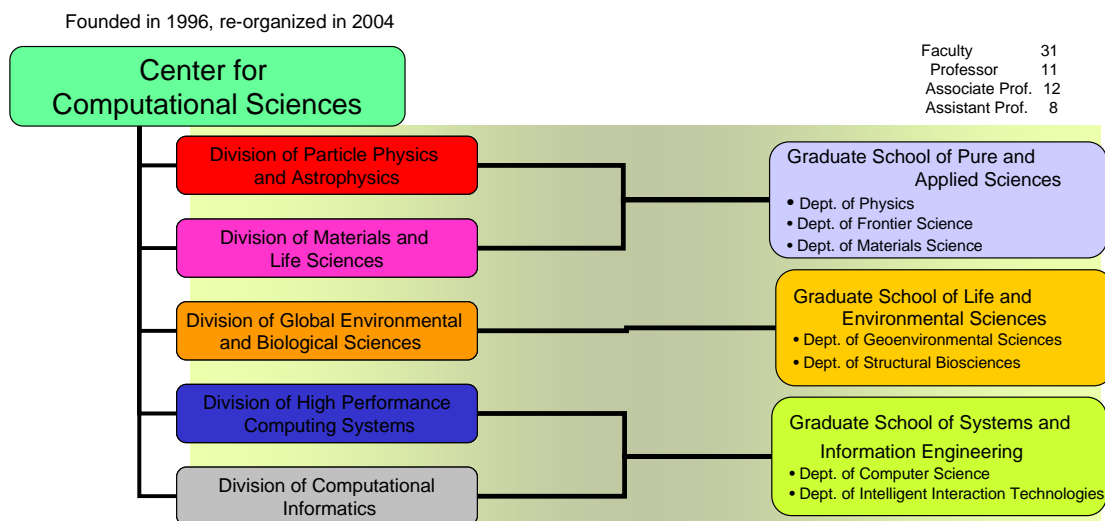 Founded in 1996, re-organized in 2004
Faculty 31
Professor 11
Associate Prof. 12
Assistant Prof. 8
Center for
Computational Sciences
Division of Particle Physics
and Astrophysics
Division of Materials and
Life Sciences
Division of Global Environmental
and Biological Sciences
Division of High Performance
Computing Systems
Division of Computational
Informatics
Graduate School of Pure and
Applied Sciences
• Dept. of Physics
• Dept. of Frontier Science
• Dept. of Materials Science
Graduate School of Life and
Environmental Sciences
• Dept. of Geoenvironmental Sciences
• Dept. of Structural Biosciences
Graduate School of Systems and
Information Engineering
• Dept. of Computer Science
• Dept. of Intelligent Interaction Technologies